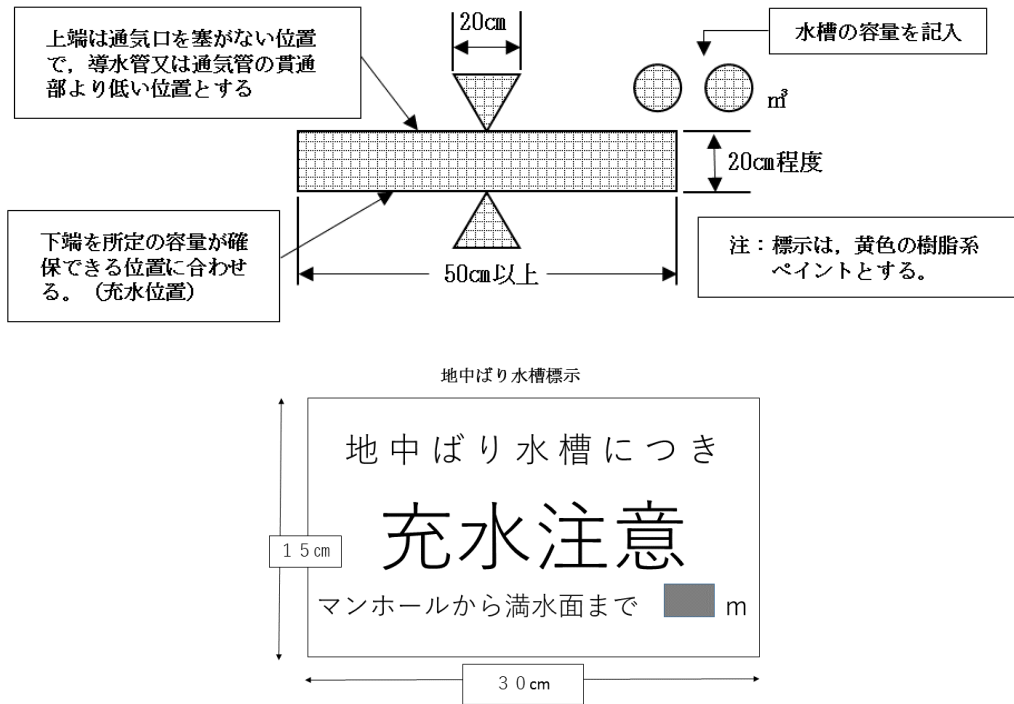 20㎝
上端は通気口を塞がない位置
で，導水管又は通気管の貫通
部より低い位置とする
水槽の容量を記入
㎥
20㎝程度
下端を所定の容量が確
保できる位置に合わせ
る。（充水位置）
50㎝以上
注：標示は，黄色の樹脂系
ペイントとする。
地中ばり水槽標示
地中ばり水槽につき
充水注意
１５㎝
マンホールから満水面まで m
３０cm